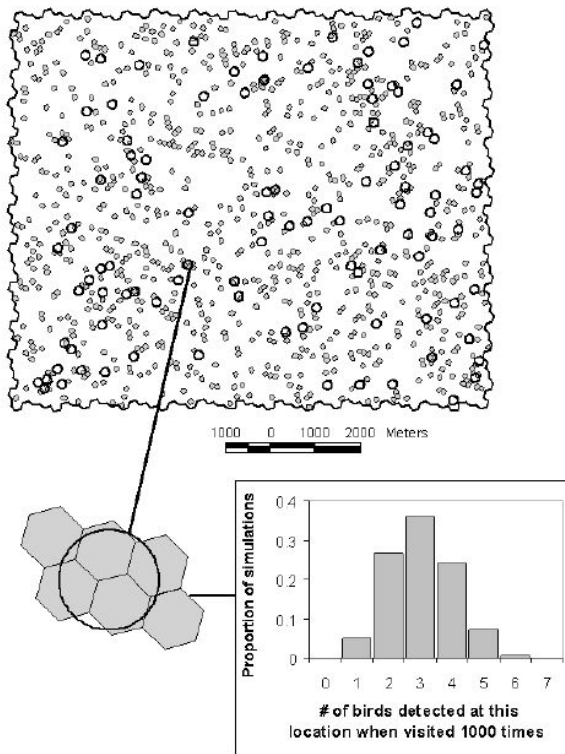 1000 0 1000 2000 Meters
Proportion of simulations
0.4
0.3
0.2
0.1
0
0 1 2 3 4 5 6 7
# of birds detected at this
location when visited 1000 times